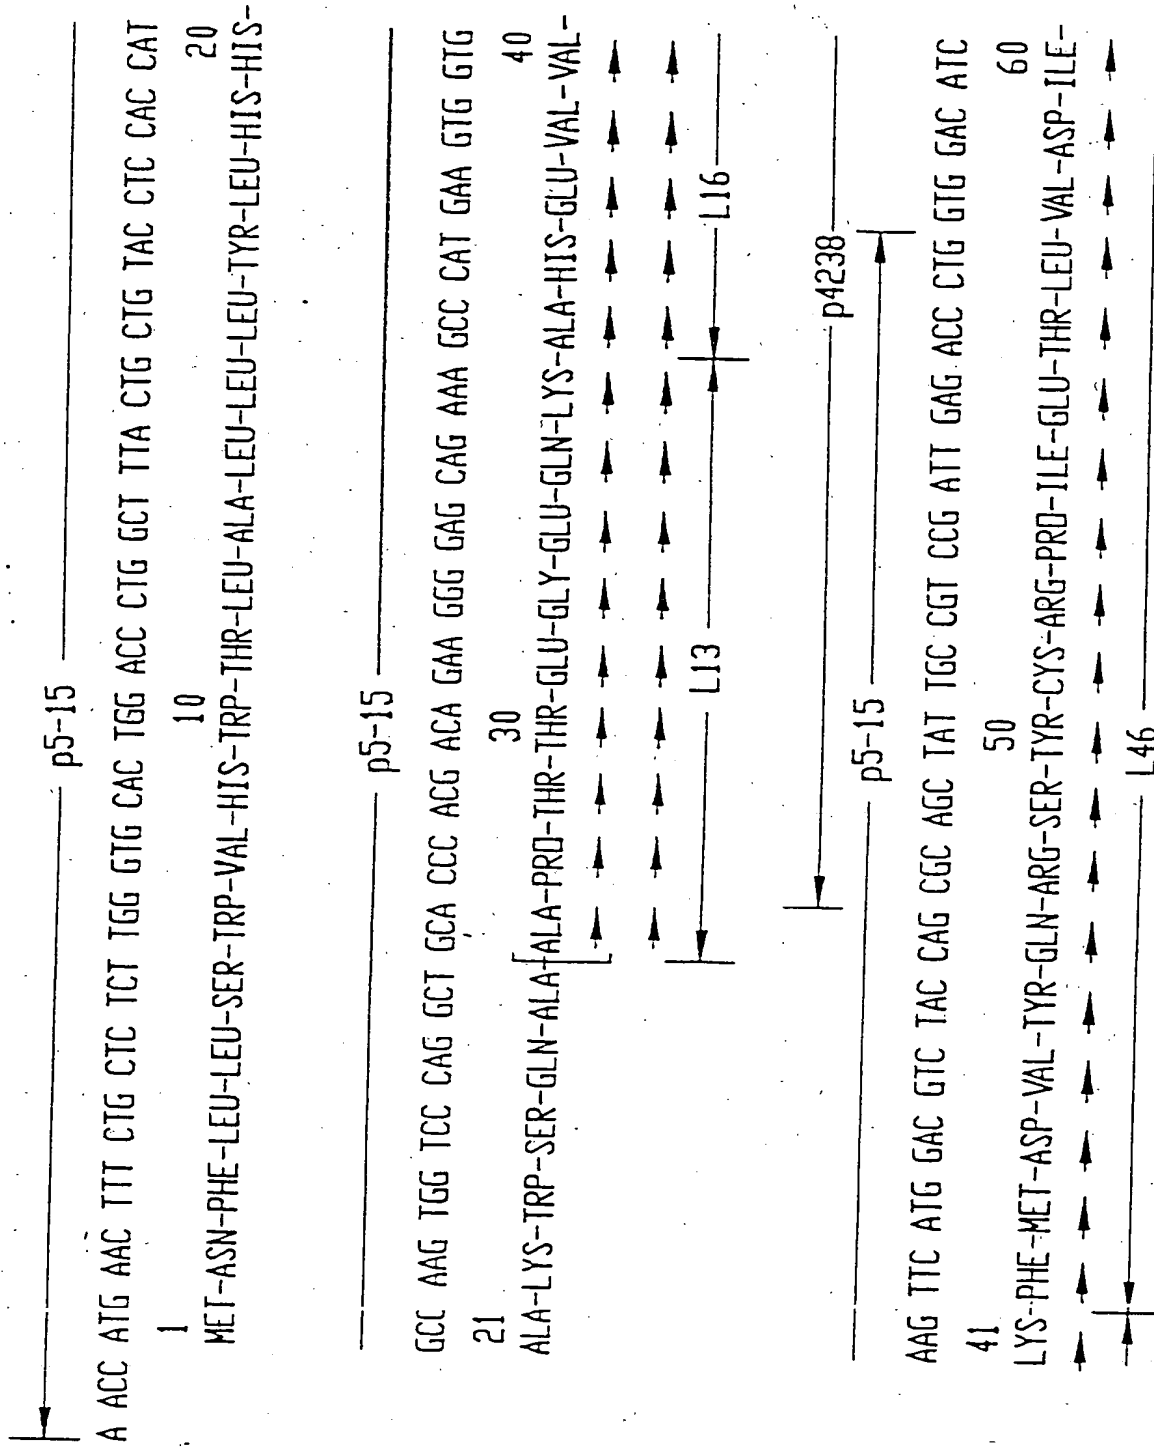 p5-15
A ACC ATG AAC TTT CTG CTC TCT TGG GTG CAC TGG ACC CTG GCT TTA CTG CTG TAC CTC CAC CAT
1 10 20
MET-ASN-PHE-LEU-LEU-SER-TRP-VAL-HIS-TRP-THR-LEU-ALA-LEU-LEU-LEU-TYR-LEU-HIS-HIS-
p5-15
GCC AAG TGG TCC CAG GCT GCA CCC ACG ACA GAA GGG GAG CAG AAA GCC CAT GAA GTG GTG
21 30 40
ALA-LYS-TRP-SER-GLN-ALA-ALA-PRO-THR-THR-GLU-GLY-GLU-GLN-LYS-ALA-HIS-GLU-VAL-VAL-
L13 L16
p4238
p5-15
AAG TTC ATG GAC GTC TAC CAG CGC AGC TAT TGC CGT CCG ATT GAG ACC CTG GTG GAC ATC
41 50 60
LYS-PHE-MET-ASP-VAL-TYR-GLN-ARG-SER-TYR-CYS-ARG-PRO-ILE-GLU-THR-LEU-VAL-ASP-ILE-
L46